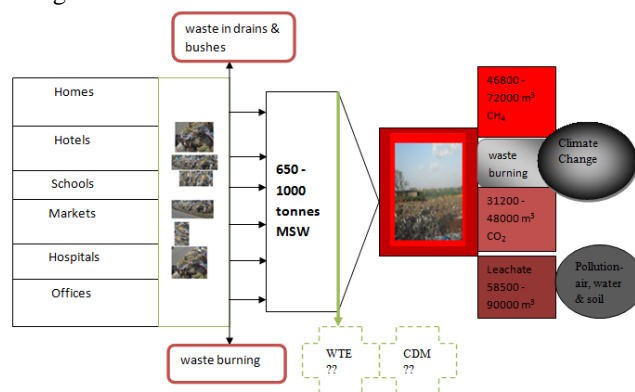 waste in drains &
bushes
Homes
Hotels
Schools
Markets
Hospitals
Offices
650 -
1000
tonnes
MSW
46800 -
72000 m³
CH₄
waste
burning
Climate
Change
31200 -
48000 m³
CO₂
Leachate
58500 -
90000 m³
Pollution-
air, water
& soil
waste burning
WTE
??
CDM
??